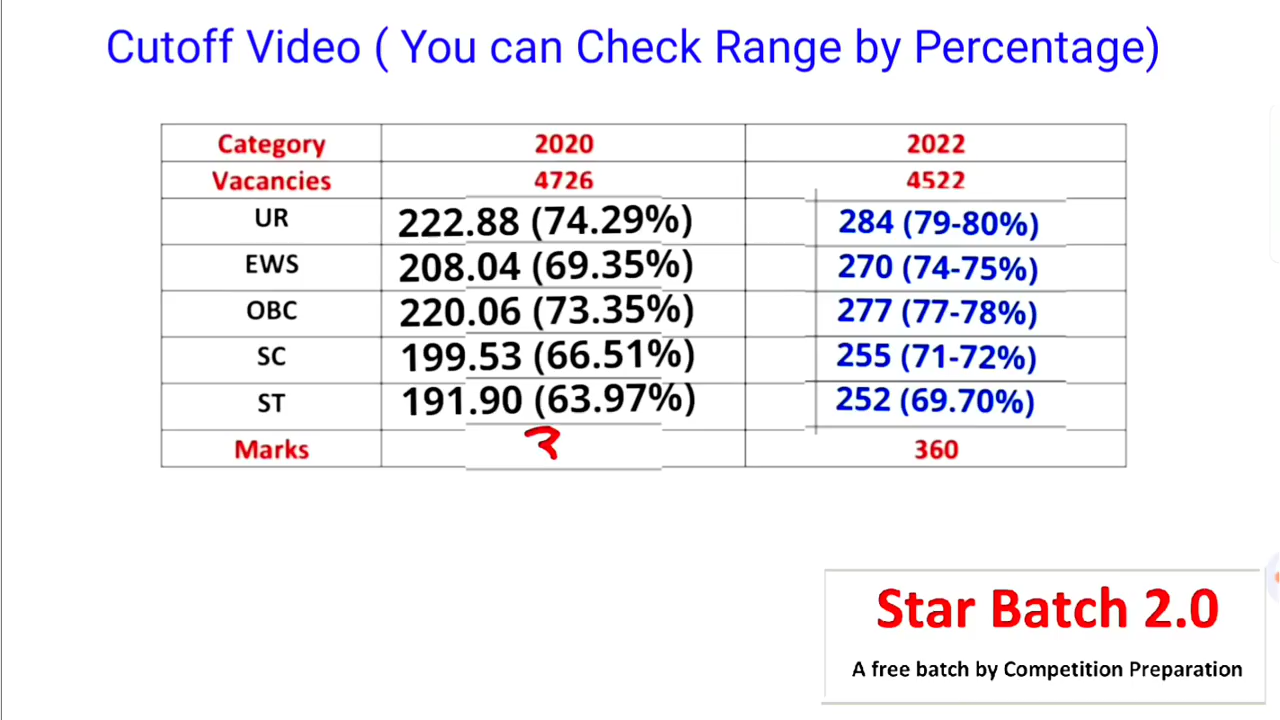 Cutoff Video ( You can Check Range by Percentage)
Category 2020 2022
Vacancies 4726 4522
UR 222.88 (74.29%) 284 (79-80%)
EWS 208.04 (69.35%) 270 (74-75%)
OBC 220.06 (73.35%) 277 (77-78%)
SC 199.53 (66.51%) 255 (71-72%)
ST 191.90 (63.97%) 252 (69.70%)
Marks 360
Star Batch 2.0
A free batch by Competition Preparation